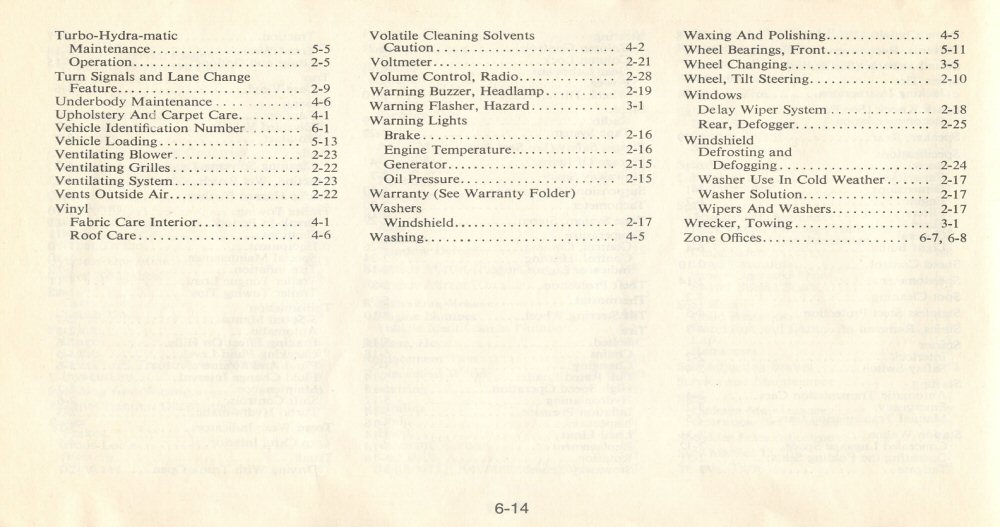 Turbo-Hydra-matic
Maintenance.................... 5-5
Operation...................... 2-5
Turn Signals and Lane Change
Feature........................ 2-9
Underbody Maintenance.......... 4-6
Upholstery And Carpet Care........ 4-1
Vehicle Identification Number....... 6-1
Vehicle Loading.................. 5-13
Ventilating Blower................ 2-23
Ventilating Grilles................ 2-22
Ventilating System................ 2-23
Vents Outside Air................. 2-22
Vinyl
Fabric Care Interior............. 4-1
Roof Care..................... 4-6
Volatile Cleaning Solvents
Caution....................... 4-2
Voltmeter....................... 2-21
Volume Control, Radio............ 2-28
Warning Buzzer, Headlamp......... 2-19
Warning Flasher, Hazard........... 3-1
Warning Lights
Brake......................... 2-16
Engine Temperature............. 2-16
Generator..................... 2-15
Oil Pressure.................... 2-15
Warranty (See Warranty Folder)
Washers
Windshield..................... 2-17
Washing........................ 4-5
Waxing And Polishing............. 4-5
Wheel Bearings, Front............. 5-11
Wheel Changing.................. 3-5
Wheel, Tilt Steering............... 2-10
Windows
Delay Wiper System............. 2-18
Rear, Defogger................. 2-25
Windshield
Defrosting and
Defogging..................... 2-24
Washer Use In Cold Weather...... 2-17
Washer Solution................ 2-17
Wipers And Washers............. 2-17
Wrecker, Towing................. 3-1
Zone Offices.................... 6-7, 6-8
6-14